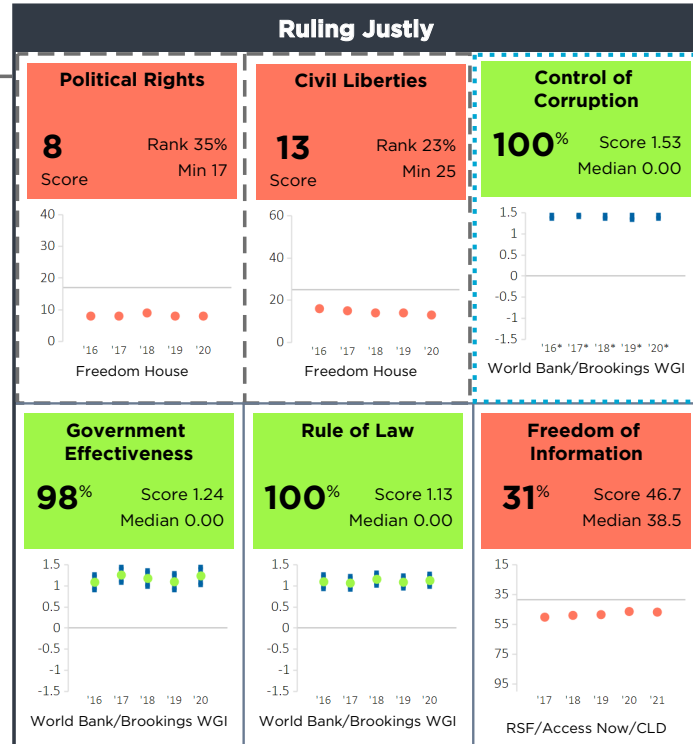 Ruling Justly
Political Rights
8
Score
Rank 35%
Min 17
40
30
20
10
0
'16 '17 '18 '19 '20
Freedom House
Civil Liberties
13
Score
Rank 23%
Min 25
60
40
20
0
'16 '17 '18 '19 '20
Freedom House
Control of
Corruption
100%
Score 1.53
Median 0.00
1.5
1
0.5
0
-0.5
-1
-1.5
'16* '17* '18* '19* '20*
World Bank/Brookings WGI
Government
Effectiveness
98%
Score 1.24
Median 0.00
1.5
1
0.5
0
-0.5
-1
-1.5
'16 '17 '18 '19 '20
World Bank/Brookings WGI
Rule of Law
100%
Score 1.13
Median 0.00
1.5
1
0.5
0
-0.5
-1
-1.5
'16 '17 '18 '19 '20
World Bank/Brookings WGI
Freedom of
Information
31%
Score 46.7
Median 38.5
15
35
55
75
95
'17 '18 '19 '20 '21
RSF/Access Now/CLD